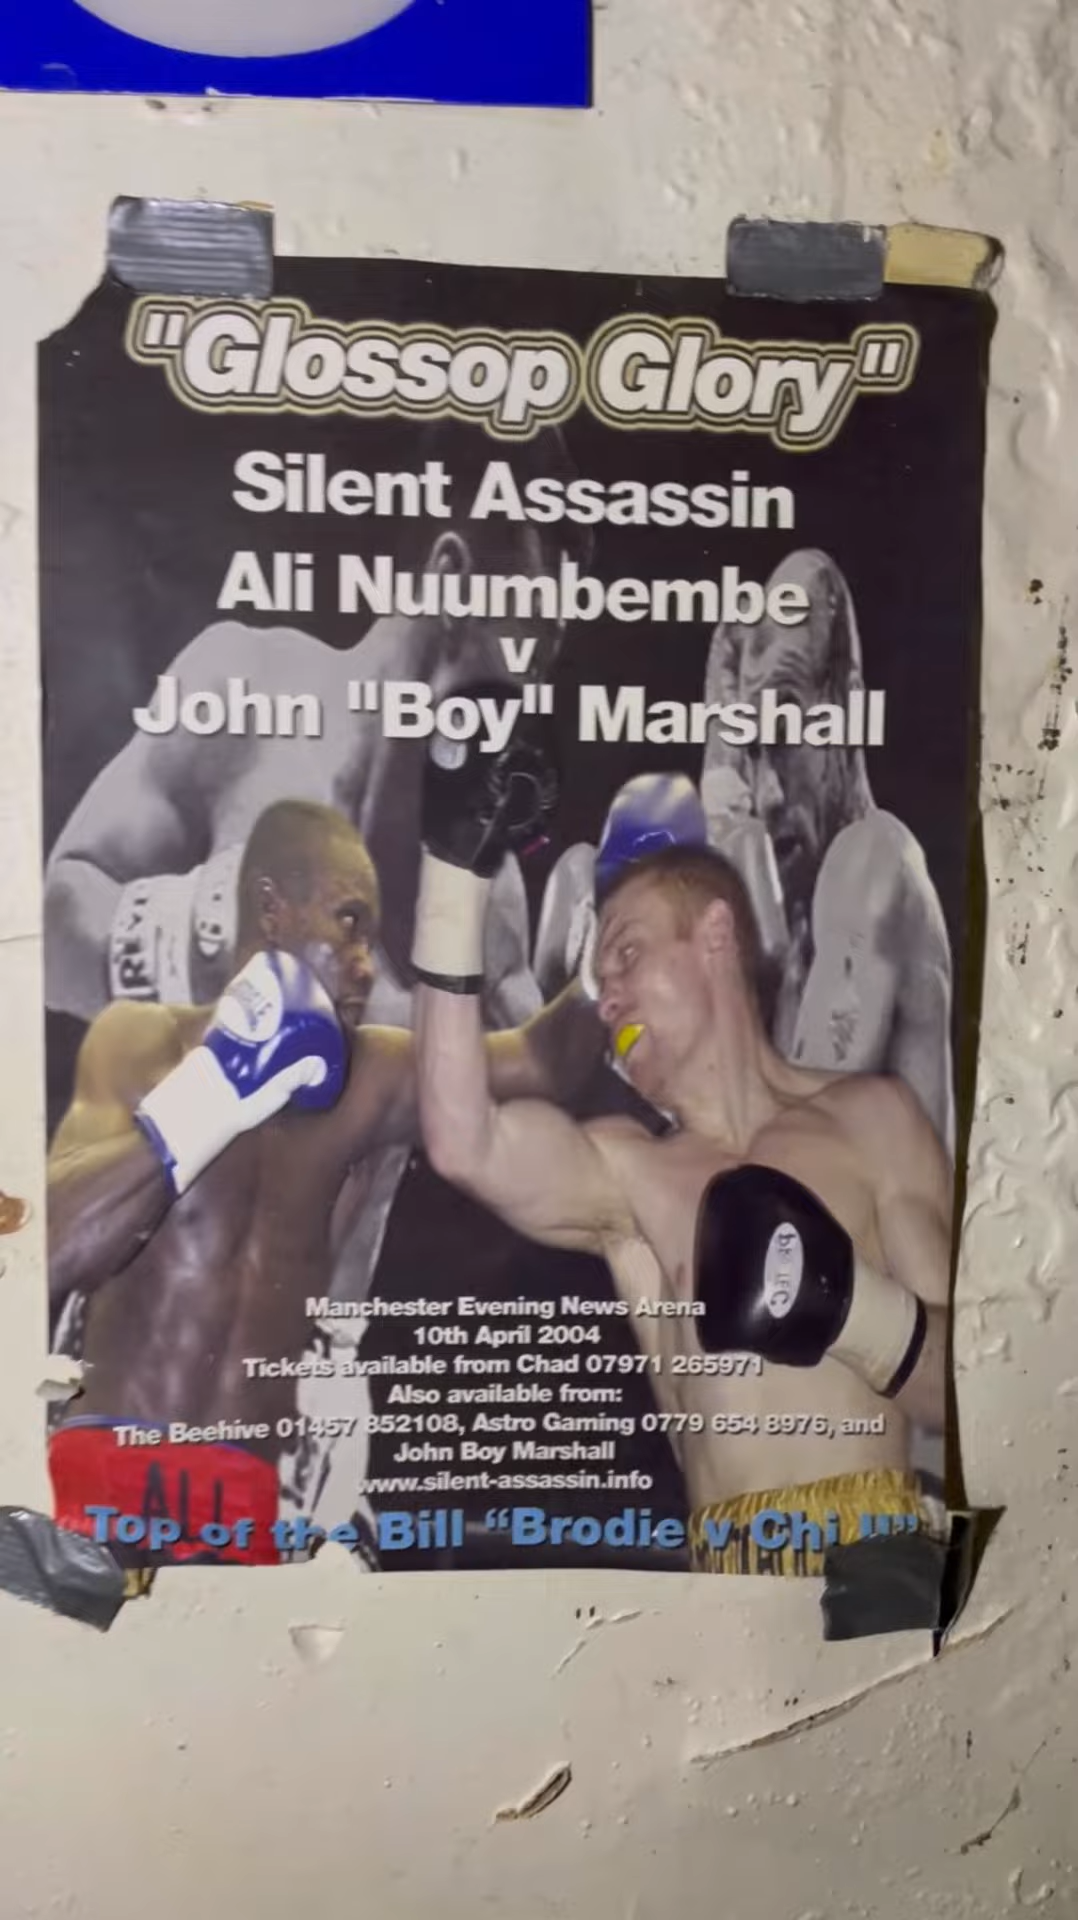 "Glossop Glory"
Silent Assassin
Ali Nuumbembe
v
John "Boy" Marshall
Manchester Evening News Arena
10th April 2004
Tickets available from Chad 07971 265971
Also available from:
The Beehive 01457 852108, Astro Gaming 0779 654 8976, and
John Boy Marshall
www.silent-assassin.info
ALI
Top of the Bill “Brodie v Chi II”